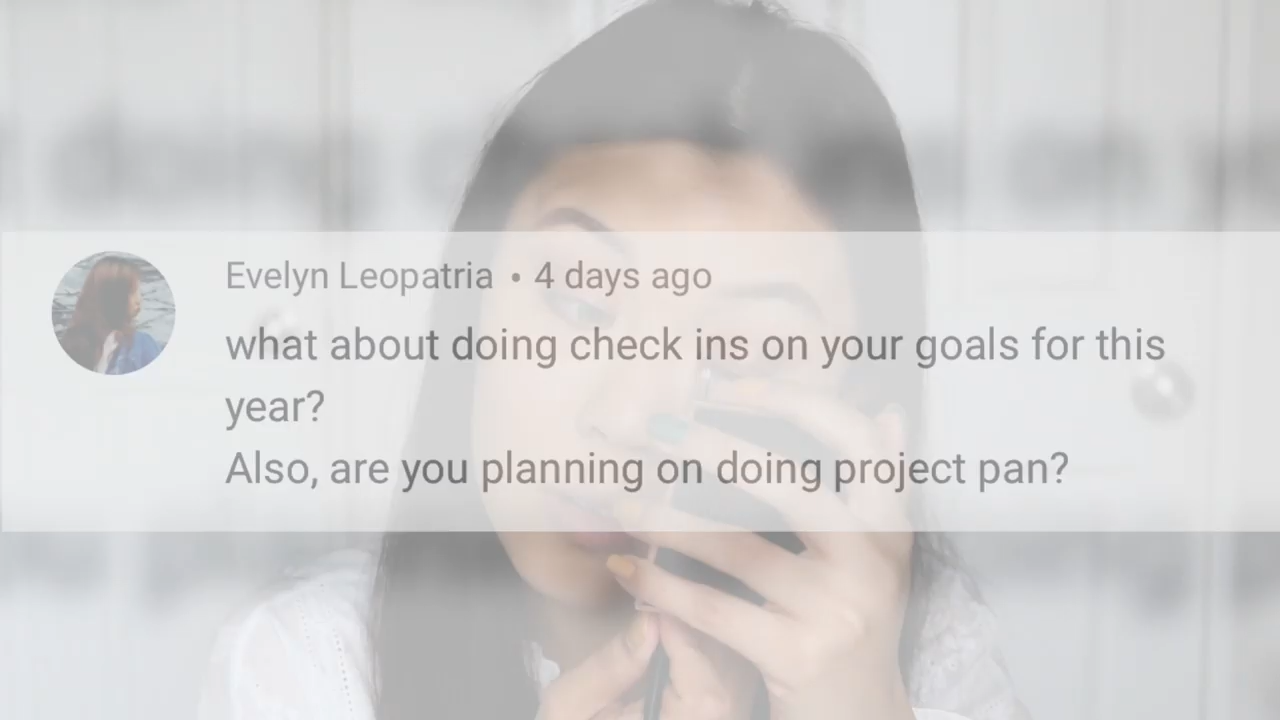 Evelyn Leopatria • 4 days ago
what about doing check ins on your goals for this
year?
Also, are you planning on doing project pan?